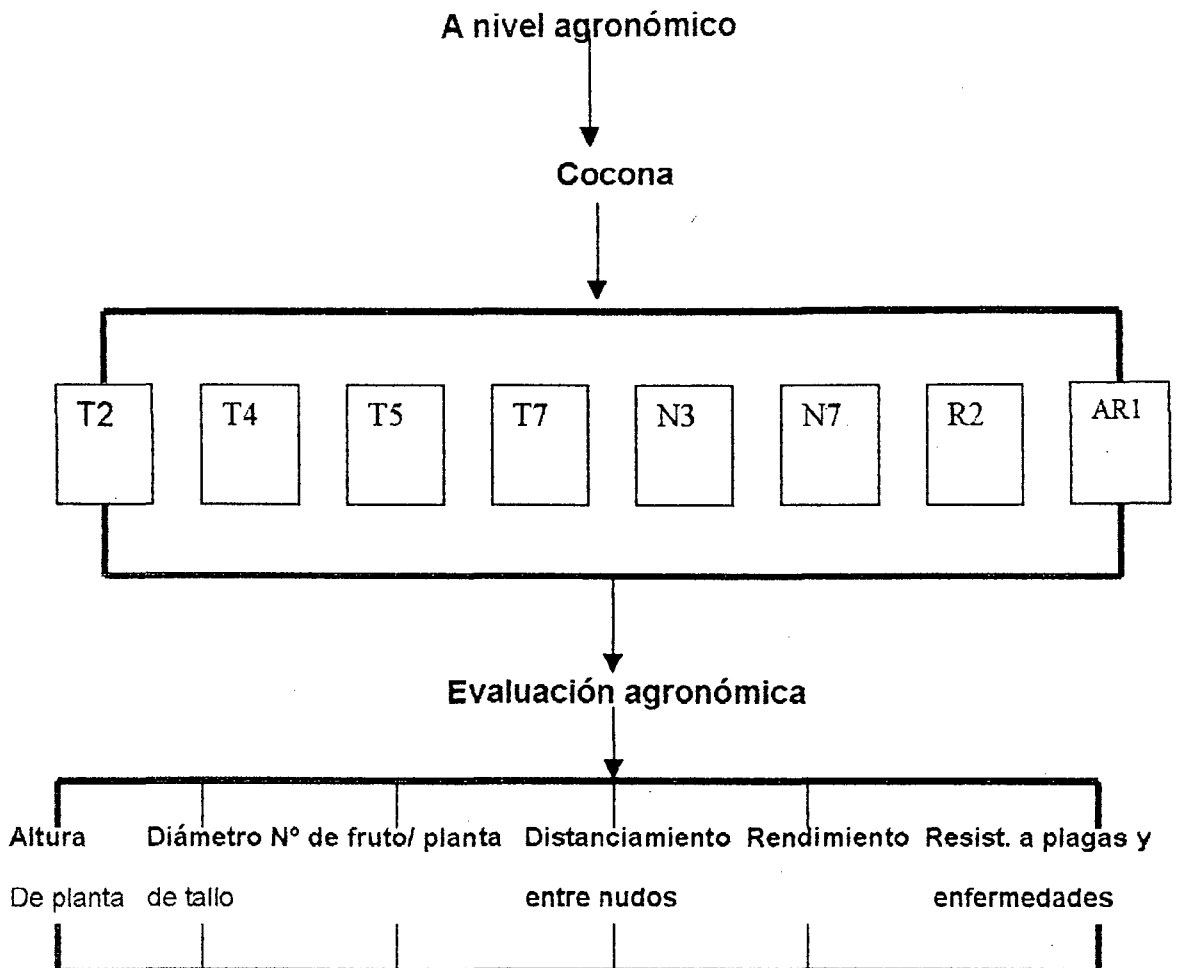 A nivel agronómico
Cocona
T2 T4 T5 T7 N3 N7 R2 AR1
Evaluación agronómica
Altura Diámetro Nº de fruto/ planta Distanciamiento Rendimiento Resist. a plagas y
De planta de tallo entre nudos enfermedades